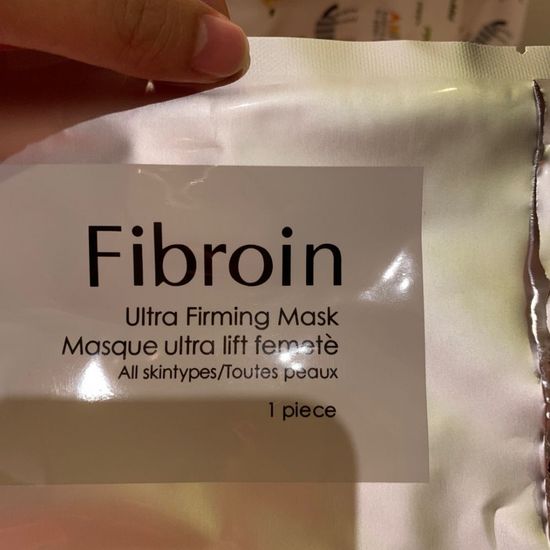 Fibroin
Ultra Firming Mask
Masque ultra lift femetè
All skintypes/Toutes peaux
1 piece